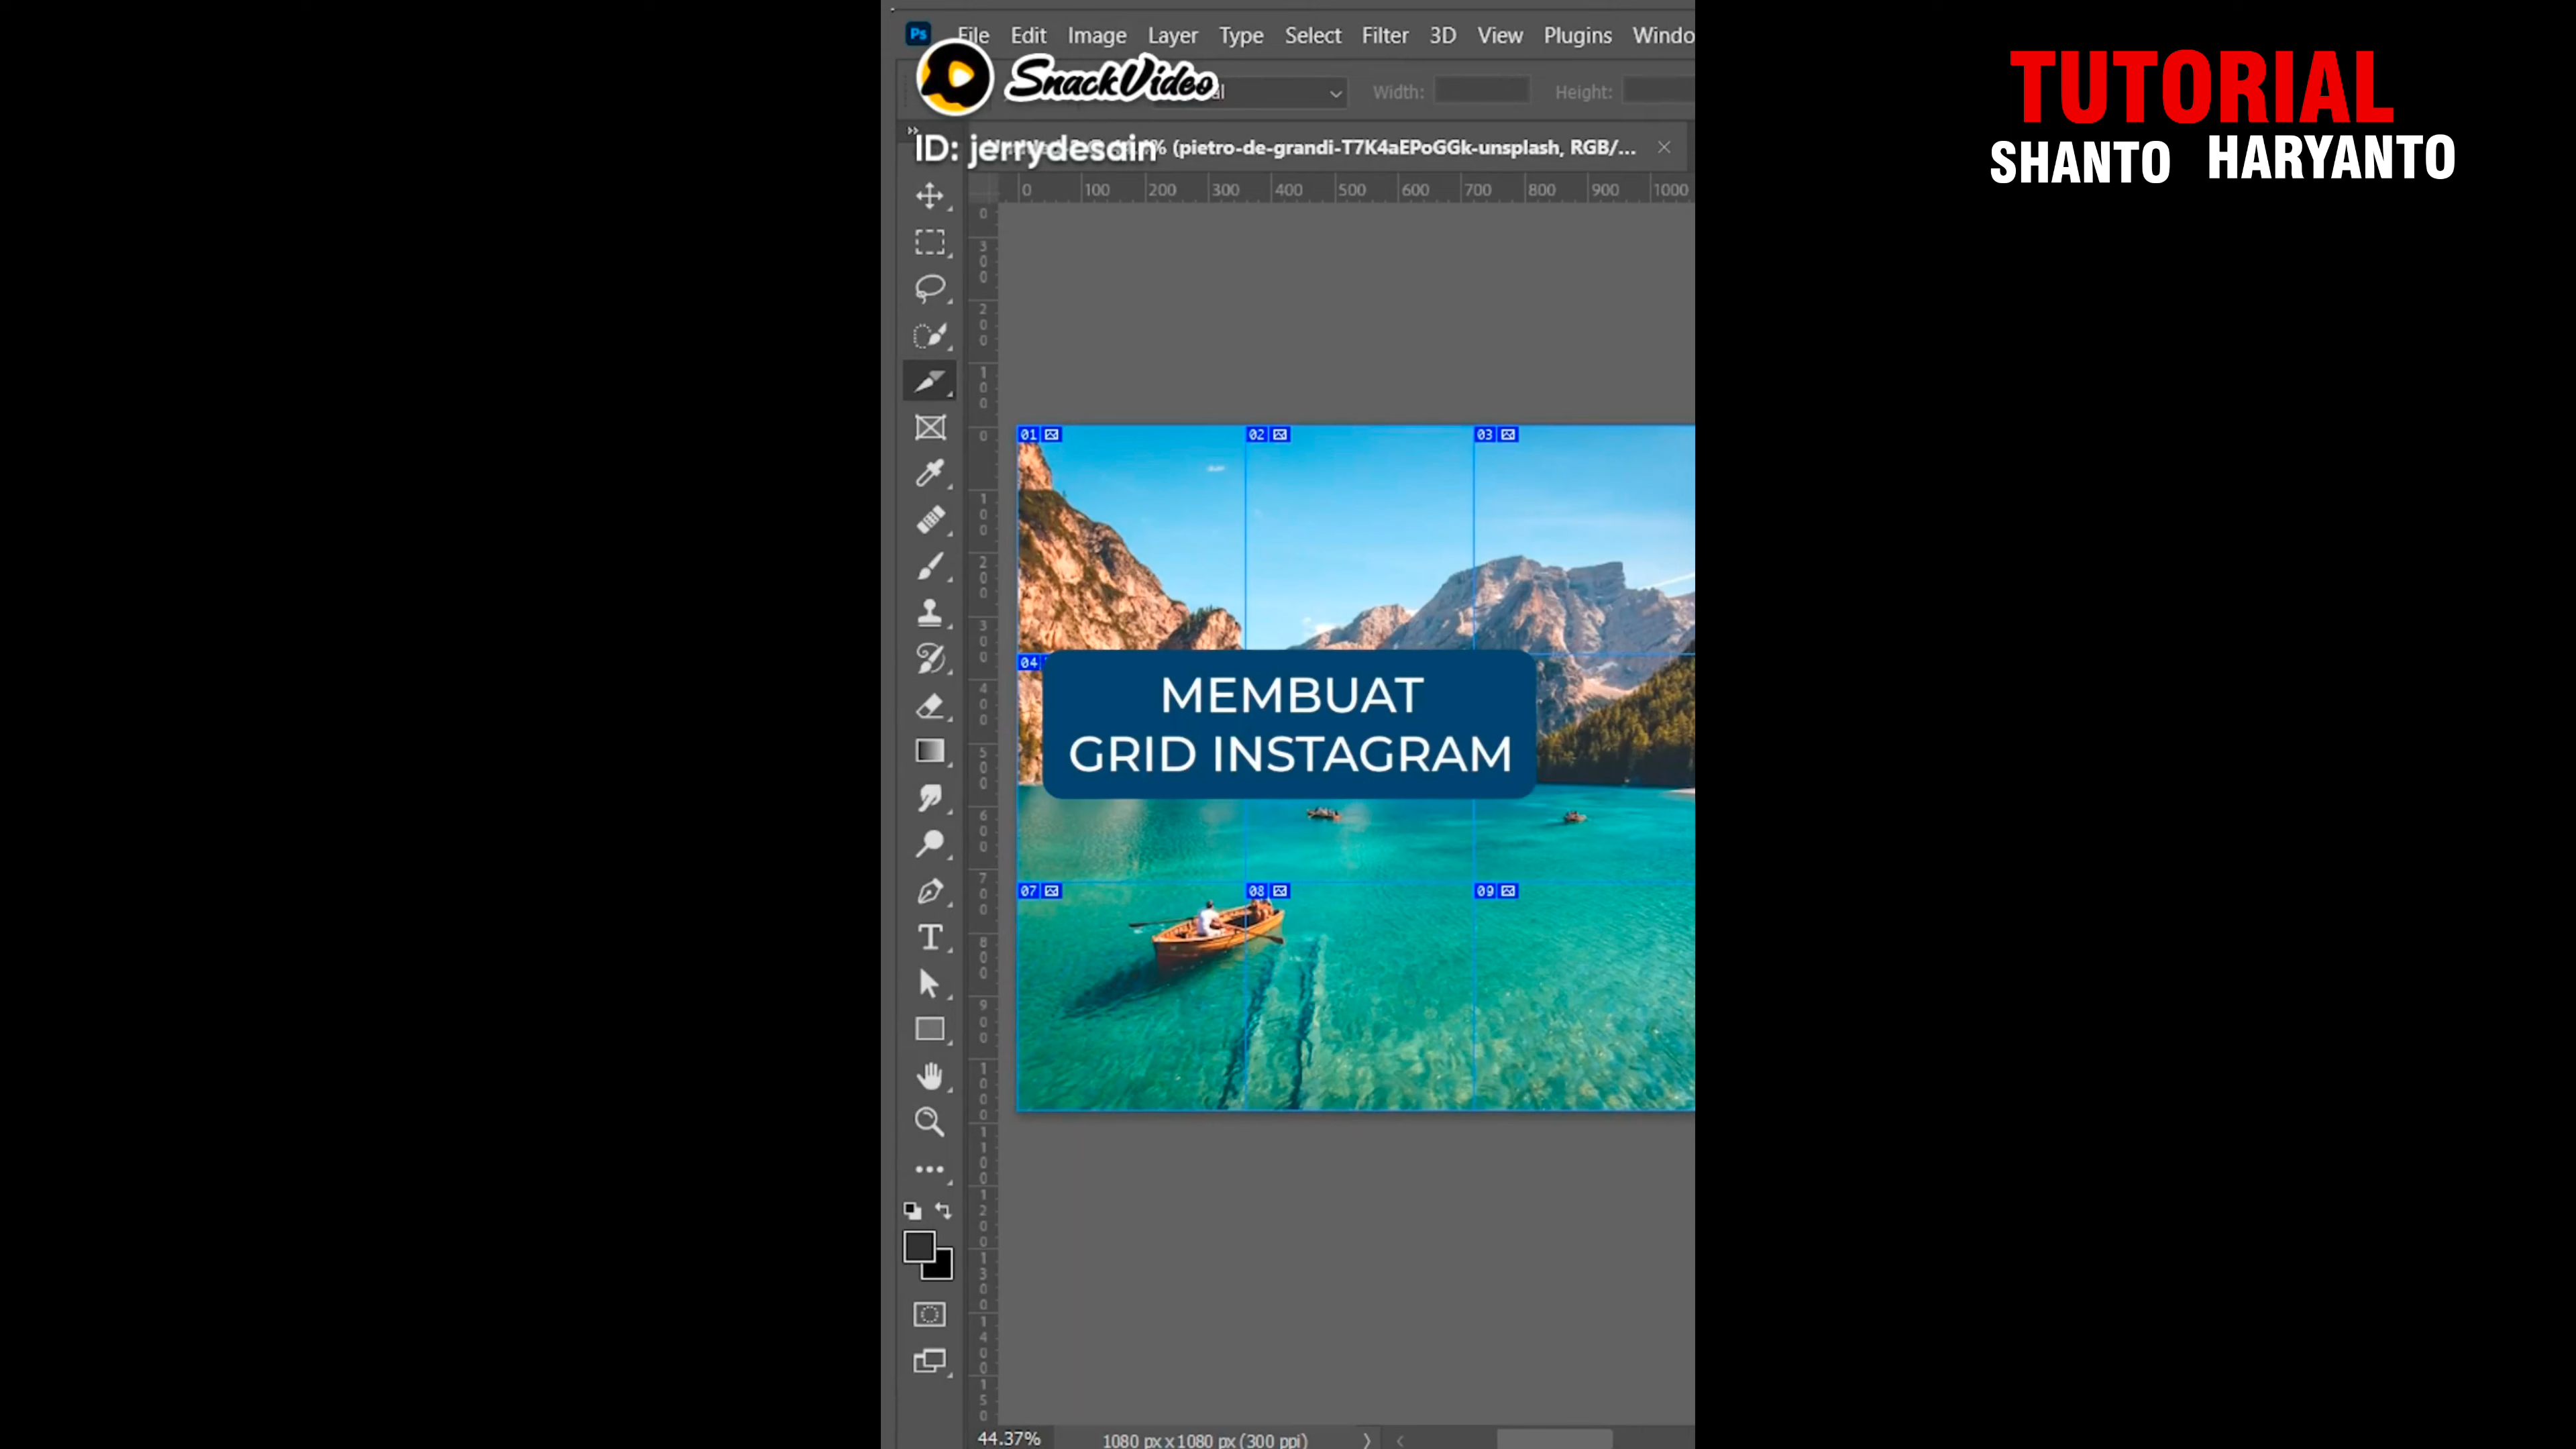 Ps File Edit Image Layer Type Select Filter 3D View Plugins Windo
SnackVideo
Width: Height:
ID: jerrydesain
% (pietro-de-grandi-T7K4aEPoGGk-unsplash, RGB/...
0 100 200 300 400 500 600 700 800 900 1000
TUTORIAL
SHANTO HARYANTO
01 02 03
04
MEMBUAT
GRID INSTAGRAM
07 08 09
44.37% 1080 px x 1080 px (300 ppi)